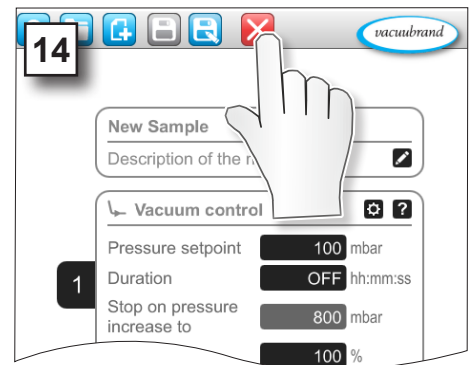 14
vacuubrand
New Sample
Description of the
Vacuum control
?
Pressure setpoint 100 mbar
1
Duration OFF hh:mm:ss
Stop on pressure
increase to
800 mbar
100 %